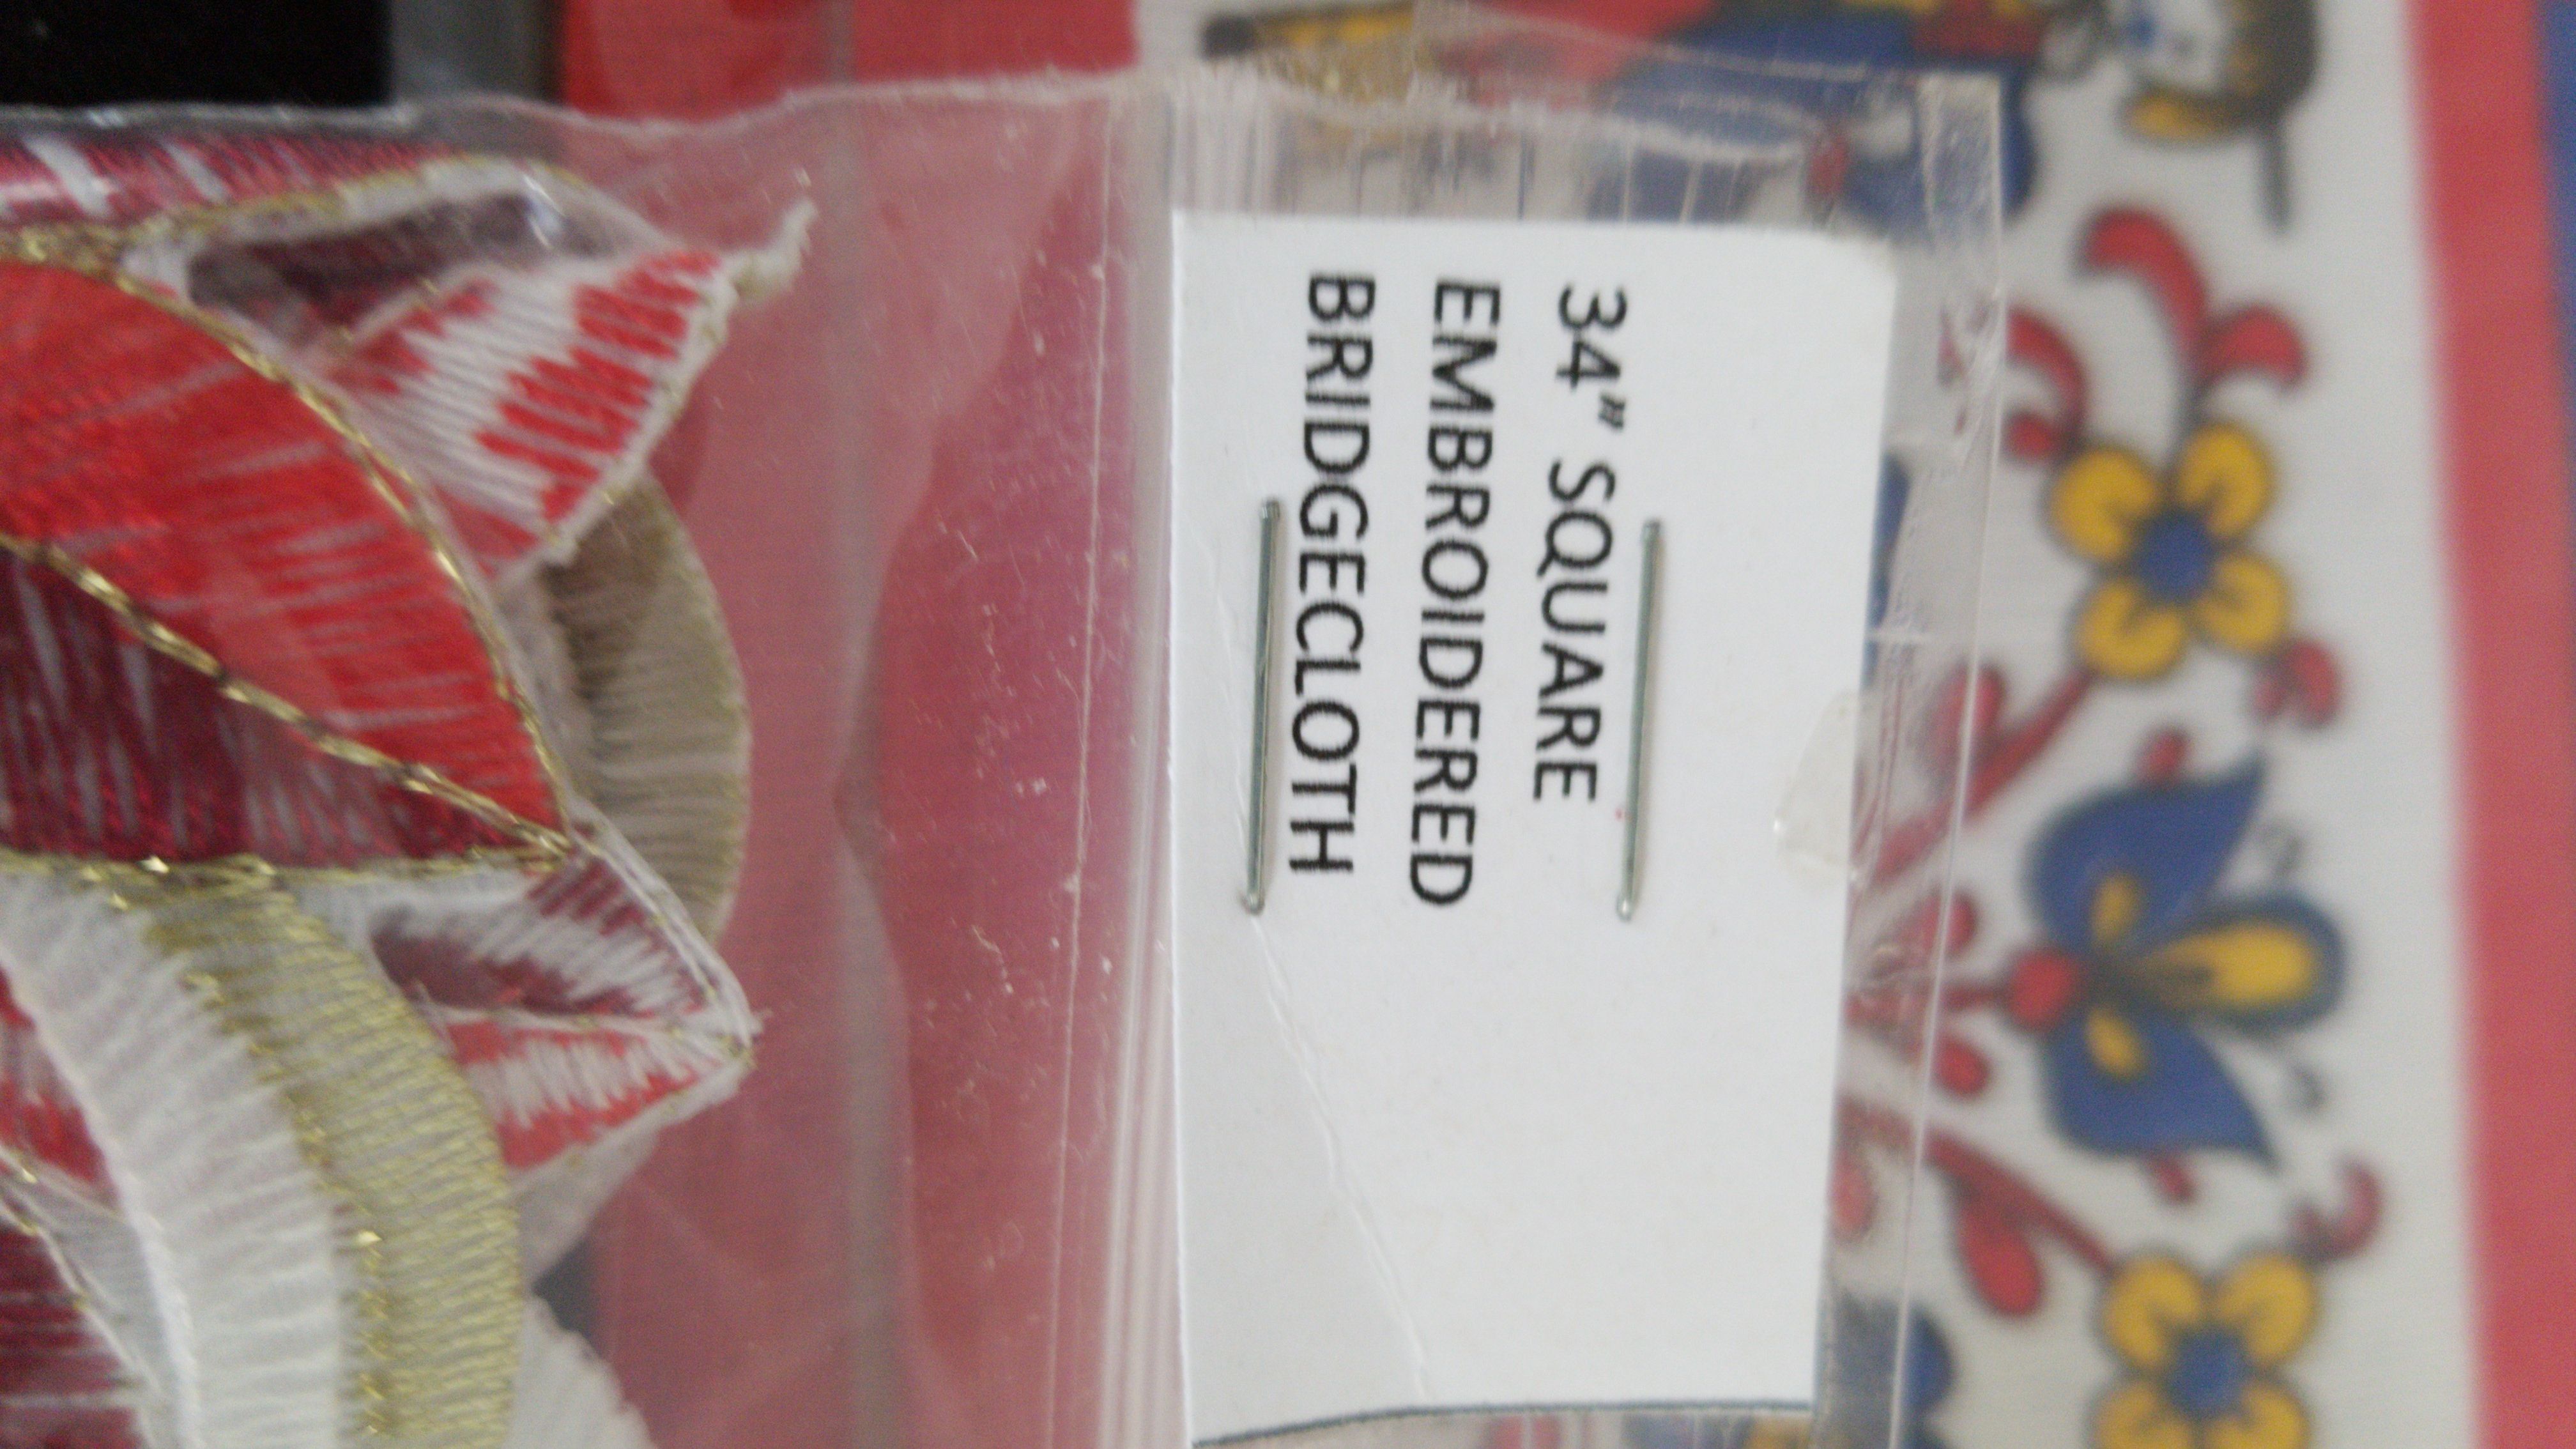 34" SQUARE
EMBROIDERED
BRIDGECLOTH